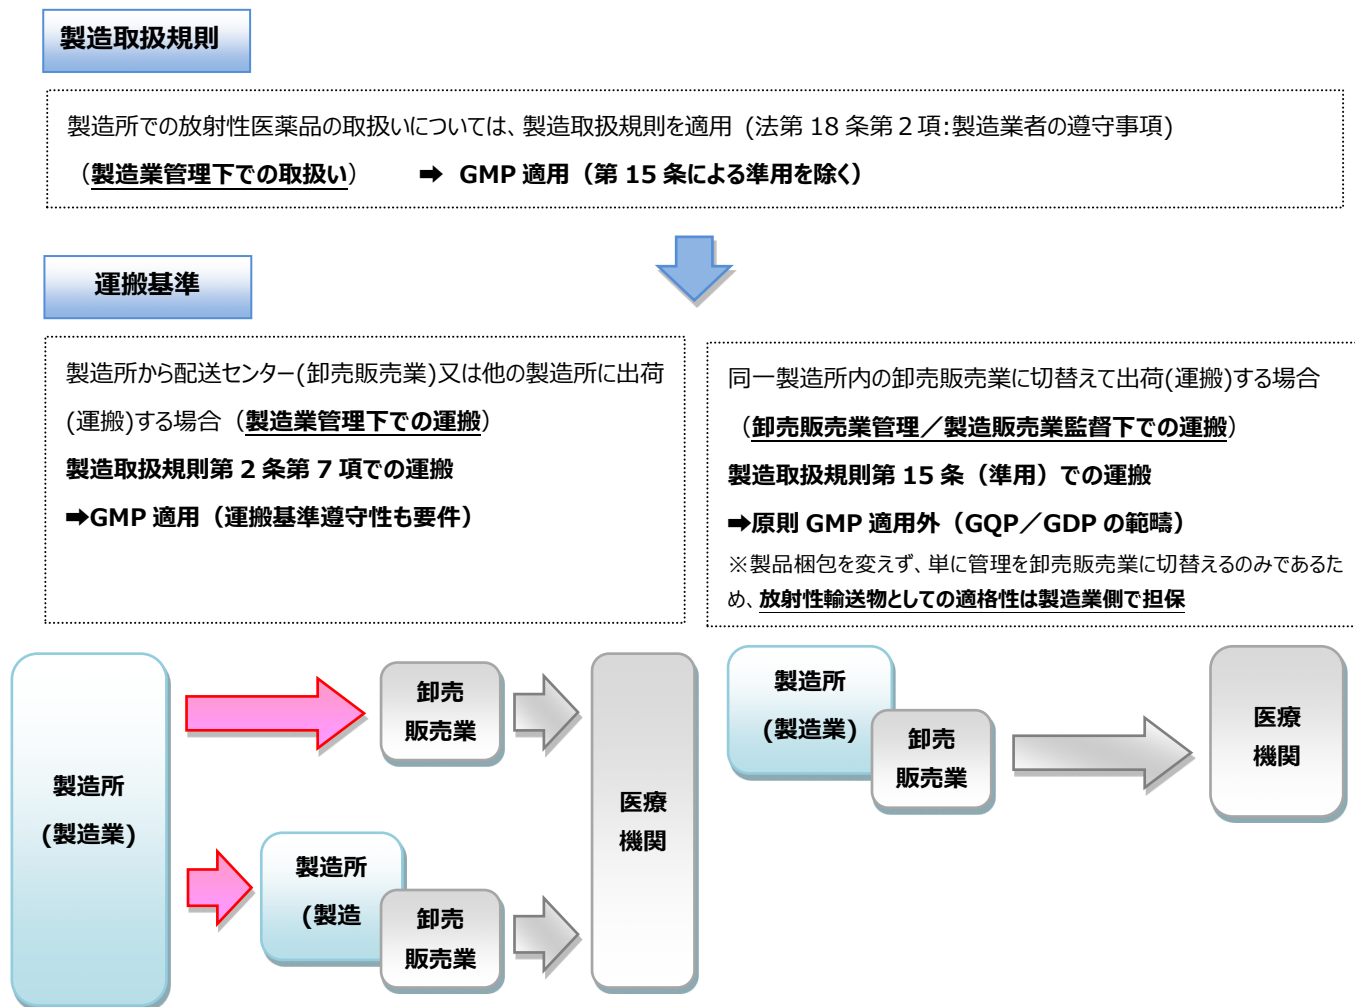 製造取扱規則
製造所での放射性医薬品の取扱いについては、製造取扱規則を適用 (法第 18 条第 2 項:製造業者の遵守事項)
（製造業管理下での取扱い） ➡ GMP 適用（第 15 条による準用を除く）
運搬基準
製造所から配送センター(卸売販売業)又は他の製造所に出荷
(運搬)する場合（製造業管理下での運搬）
製造取扱規則第 2 条第 7 項での運搬
➡GMP 適用（運搬基準遵守性も要件）
同一製造所内の卸売販売業に切替えて出荷(運搬)する場合
（卸売販売業管理／製造販売業監督下での運搬）
製造取扱規則第 15 条（準用）での運搬
➡原則 GMP 適用外（GQP／GDP の範疇）
※製品梱包を変えず、単に管理を卸売販売業に切替えるのみであるた
め、放射性輸送物としての適格性は製造業側で担保
製造所
(製造業)
卸売
販売業
製造所
(製造
卸売
販売業
医療
機関
製造所
(製造業)
卸売
販売業
医療
機関